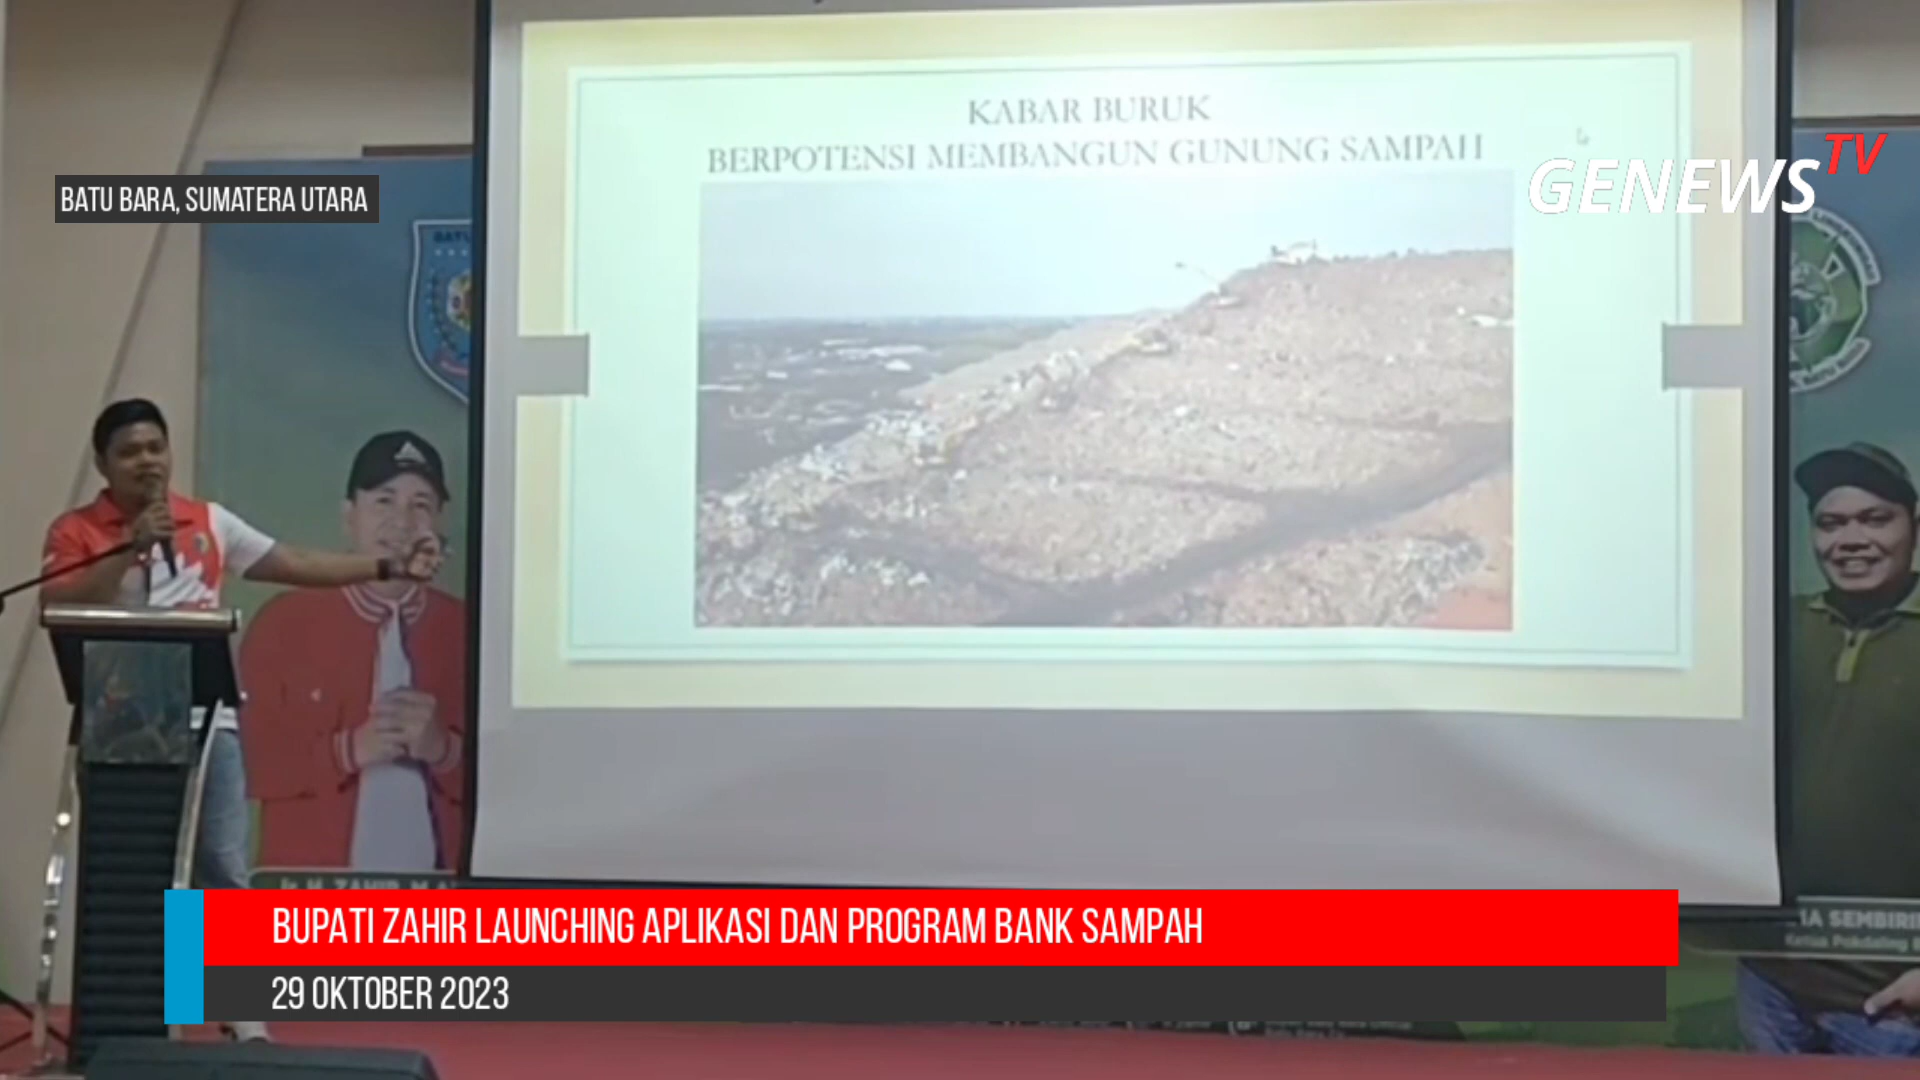 KABAR BURUK
BERPOTENSI MEMBANGUN GUNUNG SAMPAH
GENEWS TV
BATU BARA, SUMATERA UTARA
BUPATI ZAHIR LAUNCHING APLIKASI DAN PROGRAM BANK SAMPAH
29 OKTOBER 2023